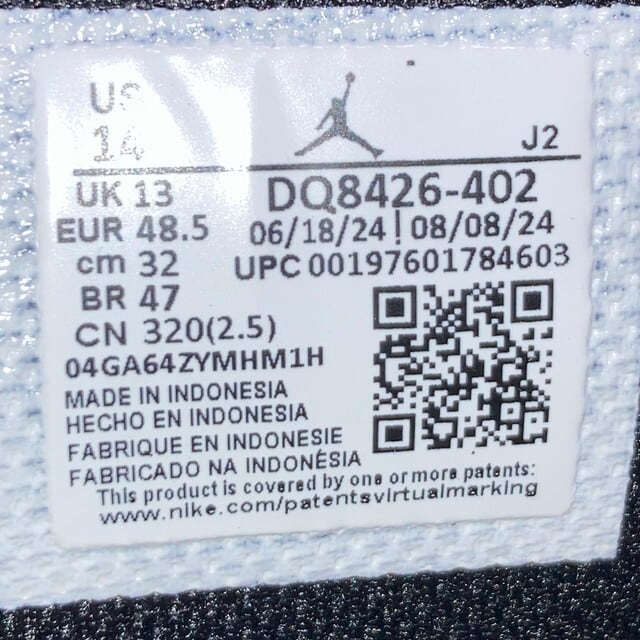 US
14
J2
UK 13
DQ8426-402
EUR 48.5
06/18/24 | 08/08/24
cm 32
UPC 00197601784603
BR 47
CN 320(2.5)
04GA64ZYMHM1H
MADE IN INDONESIA
HECHO EN INDONESIA
FABRIQUE EN INDONESIE
FABRICADO NA INDONÉSIA
This product is covered by one or more patents:
www.nike.com/patentsvirtualmarking